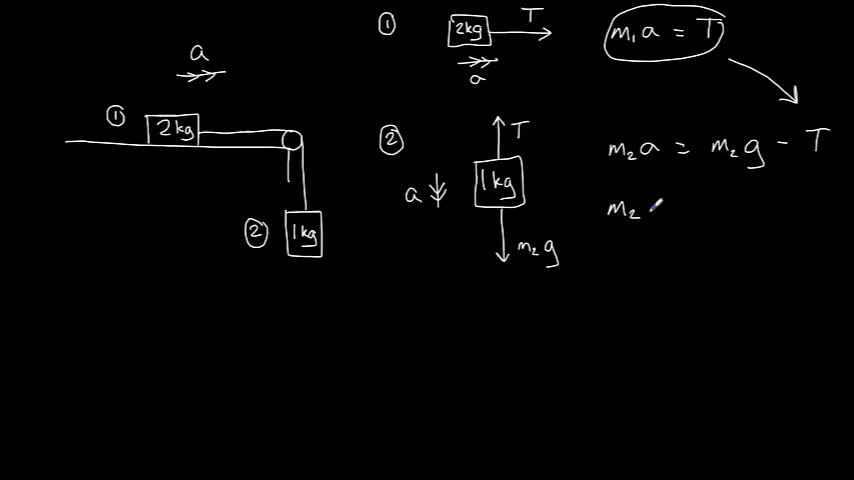 a
① 2kg
② 1kg
① 2kg T
a
m₁a = T
② T
a 1kg
m₂g
m₂a = m₂g - T
m₂